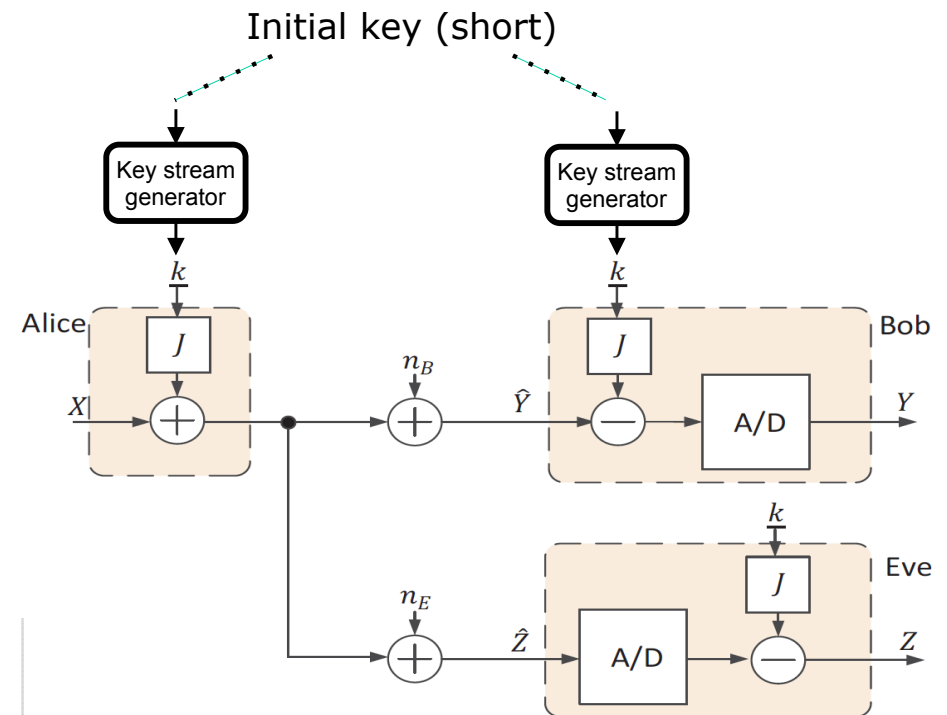 Initial key (short)
Key stream
generator
Key stream
generator
k
k
Alice
J
J
Bob
n_B
X
+
+
Ŷ
−
A/D
Y
k
Eve
J
n_E
+
Ẑ
A/D
−
Z